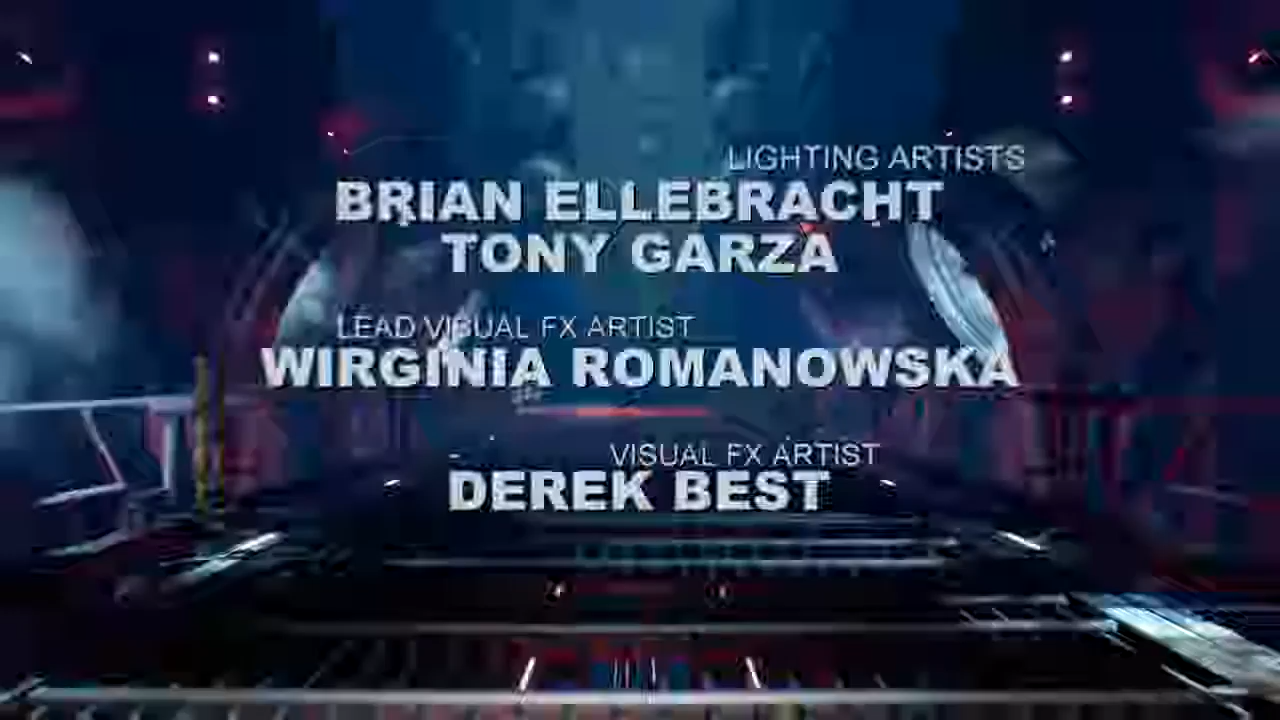 LIGHTING ARTISTS
BRIAN ELLEBRACHT
TONY GARZA
LEAD VISUAL FX ARTIST
WIRGINIA ROMANOWSKA
VISUAL FX ARTIST
DEREK BEST